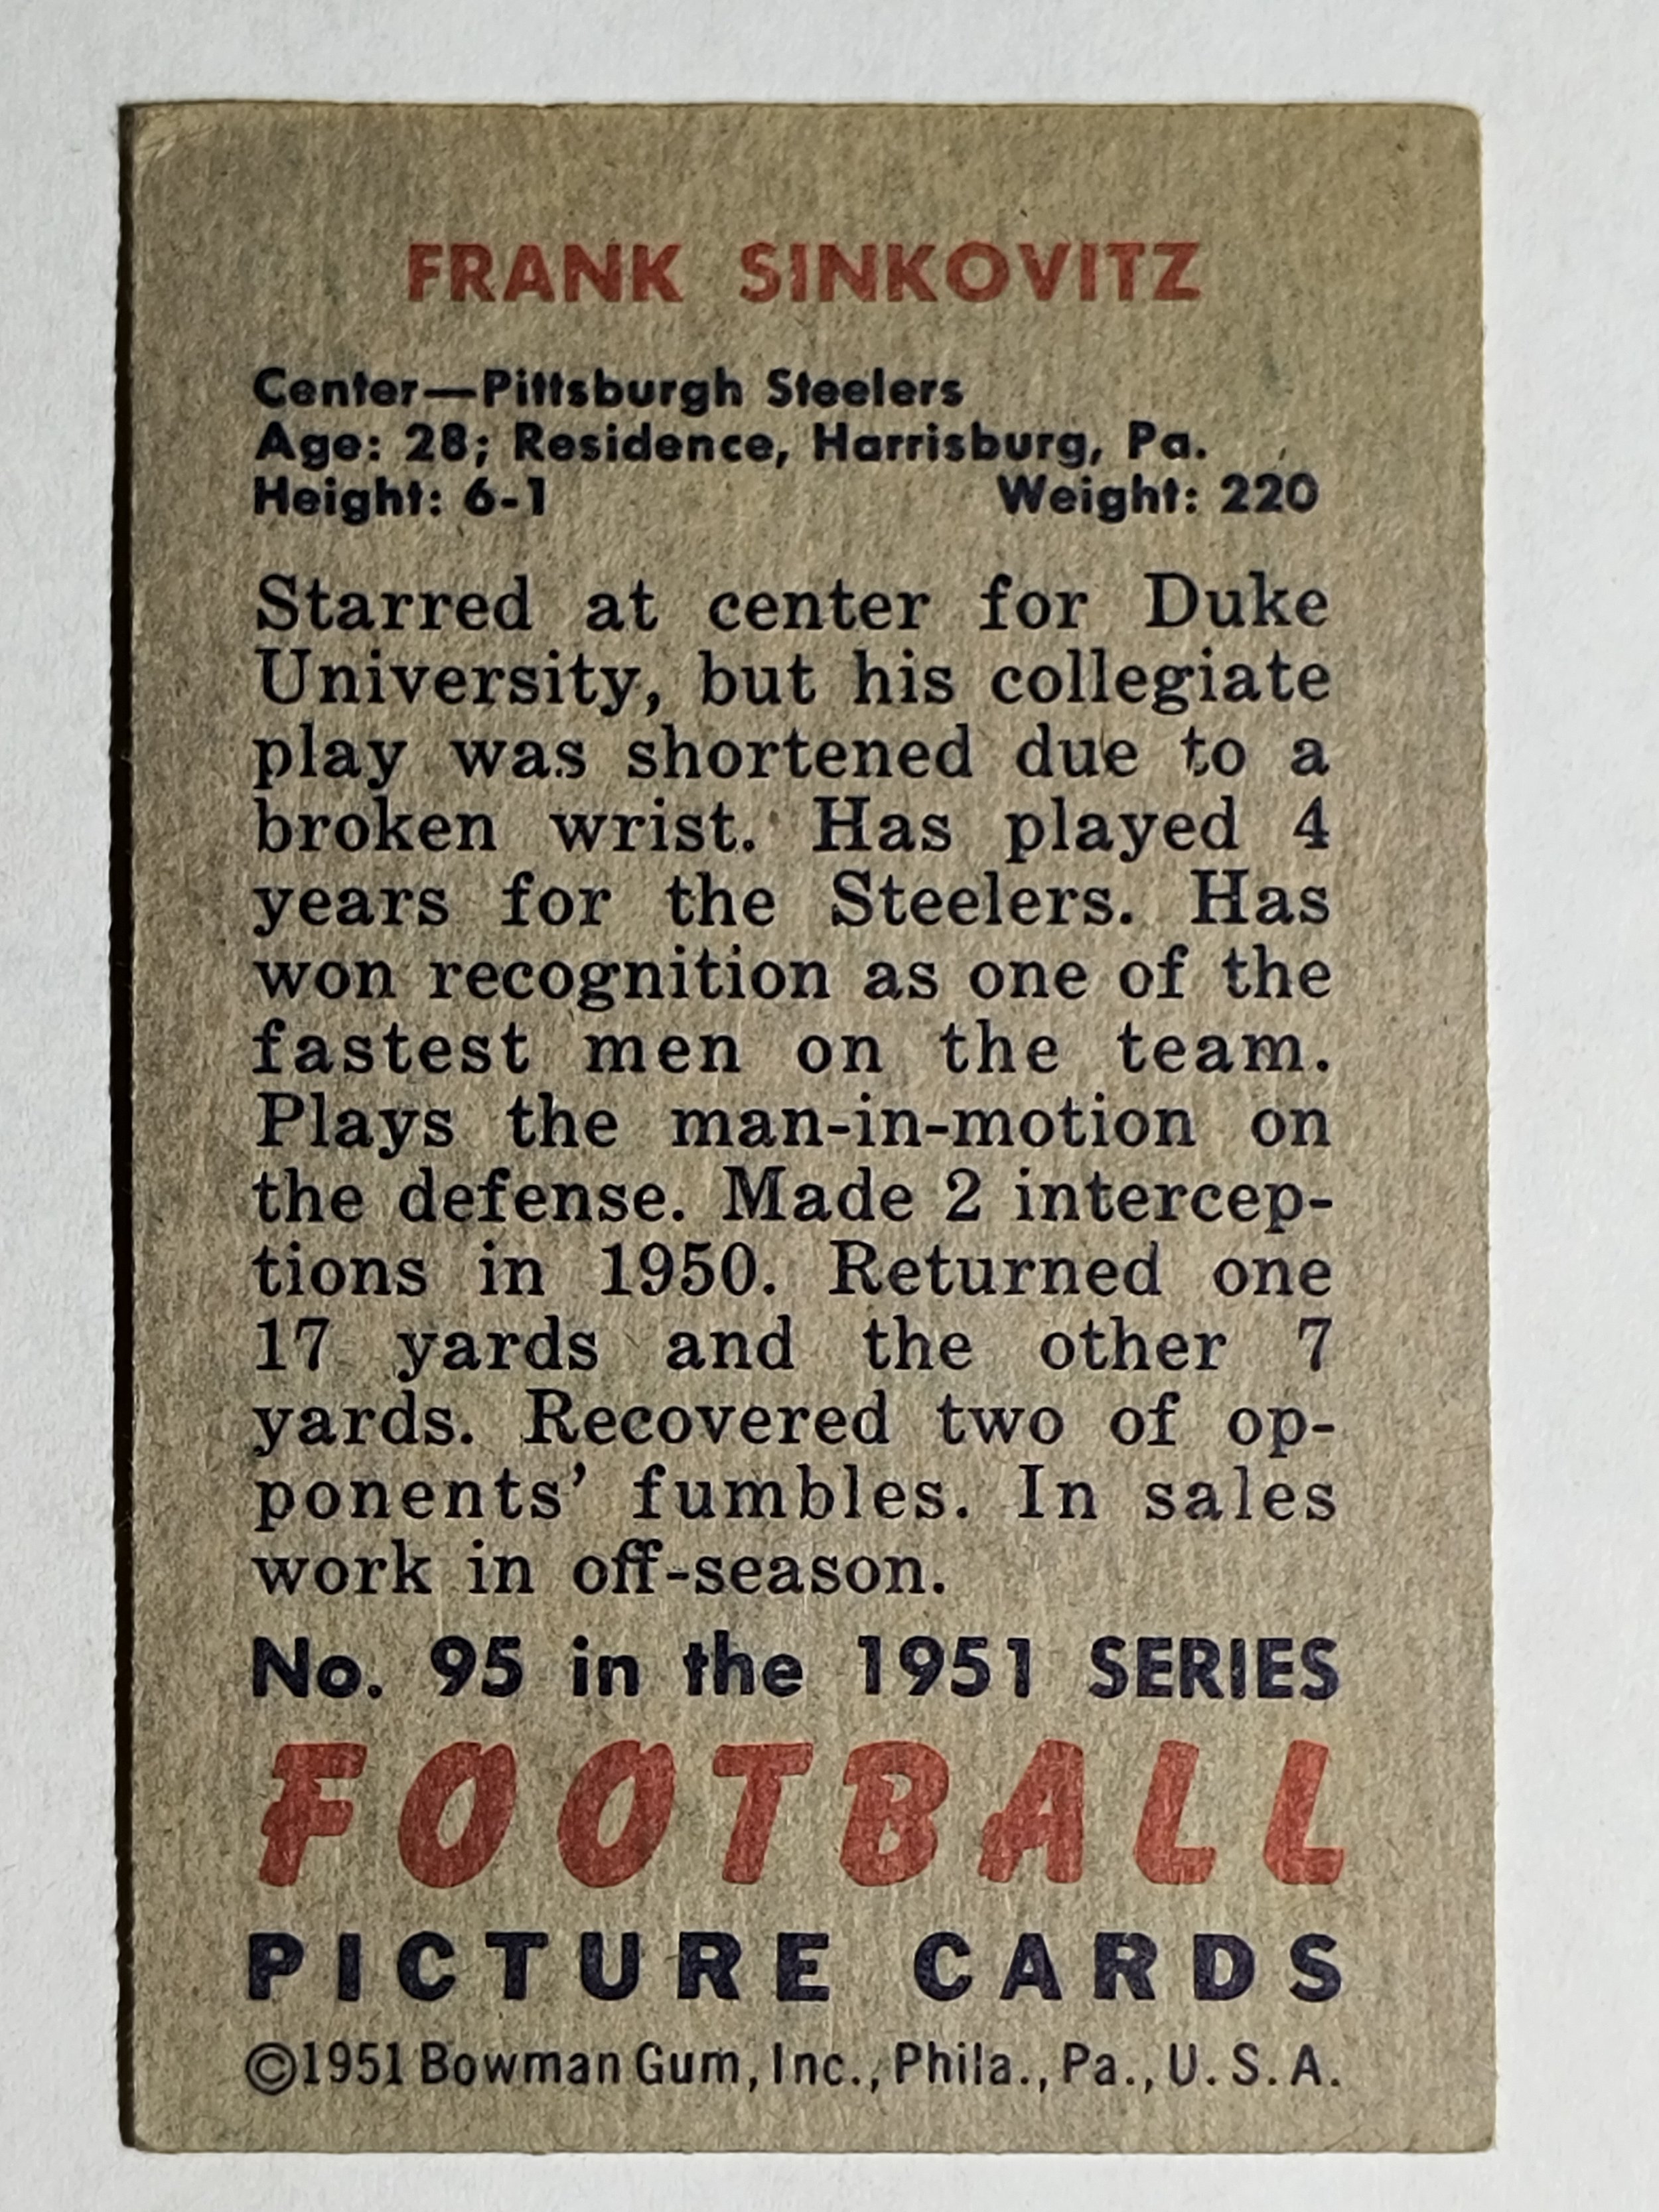 FRANK SINKOVITZ
Center—Pittsburgh Steelers
Age: 28; Residence, Harrisburg, Pa.
Height: 6-1 Weight: 220
Starred at center for Duke
University, but his collegiate
play was shortened due to a
broken wrist. Has played 4
years for the Steelers. Has
won recognition as one of the
fastest men on the team.
Plays the man-in-motion on
the defense. Made 2 intercep-
tions in 1950. Returned one
17 yards and the other 7
yards. Recovered two of op-
ponents’ fumbles. In sales
work in off-season.
No. 95 in the 1951 SERIES
FOOTBALL
PICTURE CARDS
©1951 Bowman Gum, Inc., Phila., Pa., U. S. A.